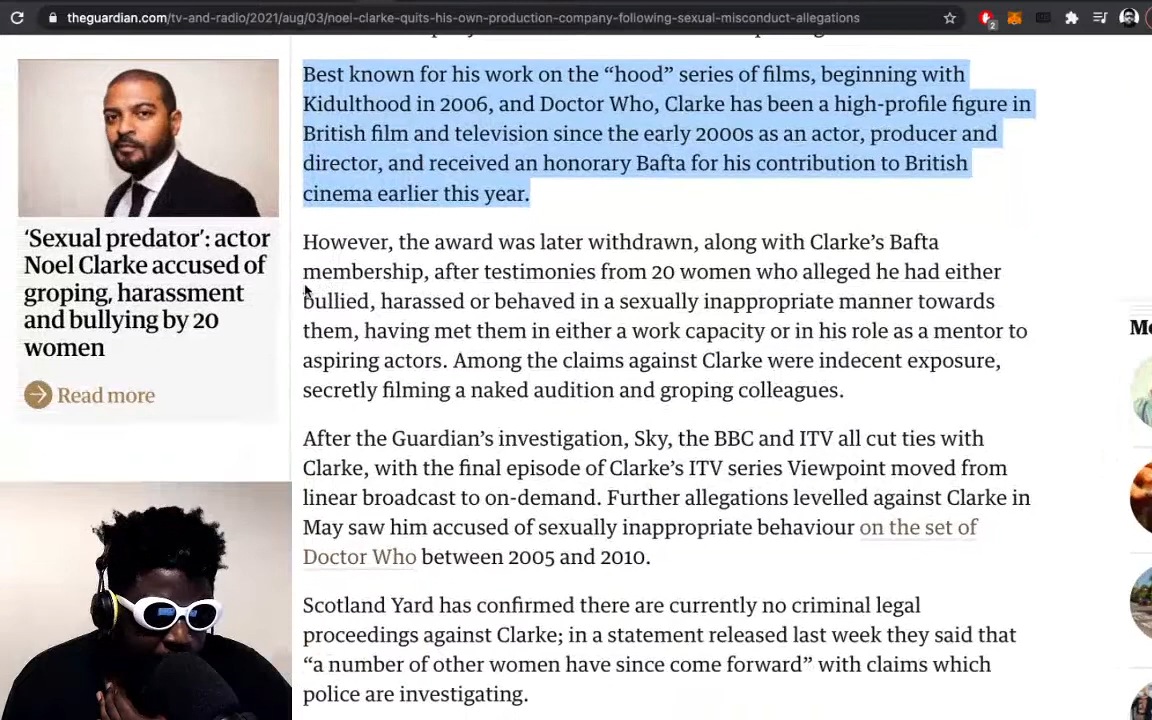 theguardian.com/tv-and-radio/2021/aug/03/noel-clarke-quits-his-own-production-company-following-sexual-misconduct-allegations
2
Best known for his work on the “hood” series of films, beginning with
Kidulthood in 2006, and Doctor Who, Clarke has been a high-profile figure in
British film and television since the early 2000s as an actor, producer and
director, and received an honorary Bafta for his contribution to British
cinema earlier this year.
‘Sexual predator’: actor
Noel Clarke accused of
groping, harassment
and bullying by 20
women
Read more
However, the award was later withdrawn, along with Clarke’s Bafta
membership, after testimonies from 20 women who alleged he had either
bullied, harassed or behaved in a sexually inappropriate manner towards
them, having met them in either a work capacity or in his role as a mentor to
aspiring actors. Among the claims against Clarke were indecent exposure,
secretly filming a naked audition and groping colleagues.
After the Guardian’s investigation, Sky, the BBC and ITV all cut ties with
Clarke, with the final episode of Clarke’s ITV series Viewpoint moved from
linear broadcast to on-demand. Further allegations levelled against Clarke in
May saw him accused of sexually inappropriate behaviour on the set of
Doctor Who between 2005 and 2010.
Scotland Yard has confirmed there are currently no criminal legal
proceedings against Clarke; in a statement released last week they said that
“a number of other women have since come forward” with claims which
police are investigating.